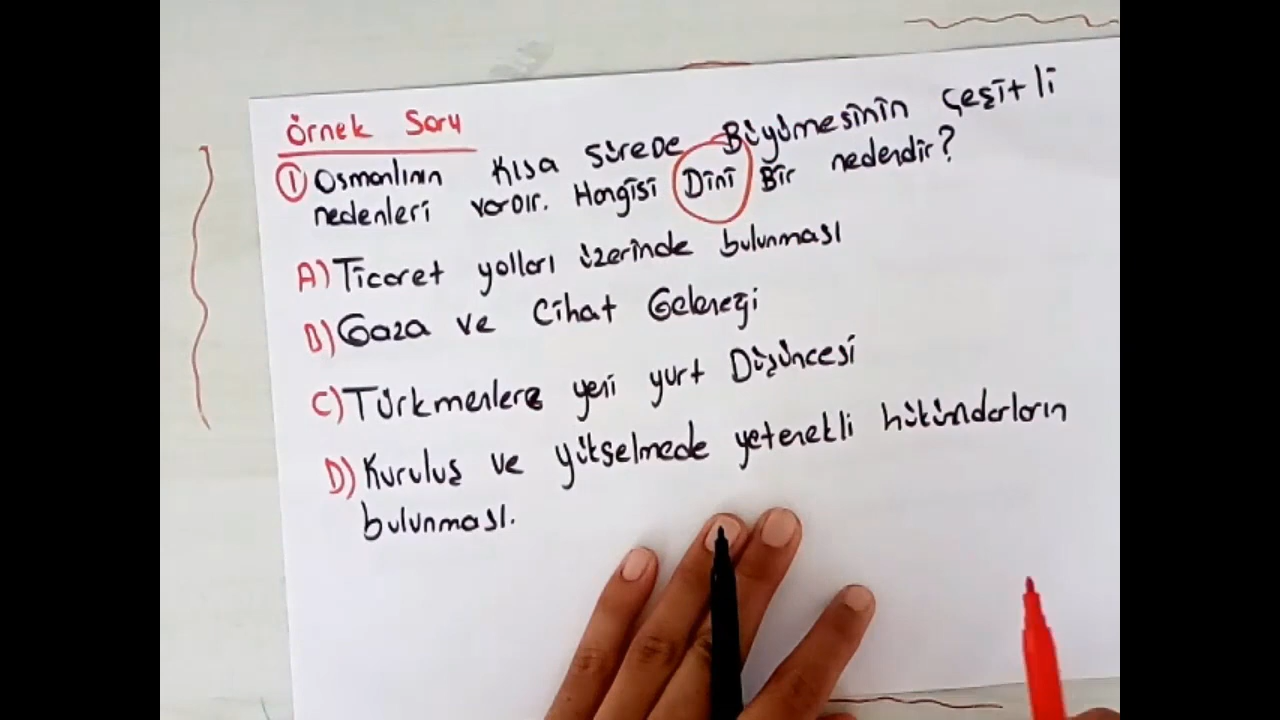 Örnek Soru
1 Osmanlının Kısa sürede Büyümesinin Çeşitli
nedenleri vardır. Hangisi Dini Bir nedendir?
A) Ticaret yolları üzerinde bulunması
B) Gaza ve Cihat Geleneği
C) Türkmenlere yeni yurt Düşüncesi
D) Kuruluş ve yükselmede yetenekli hükümdarların
bulunması.